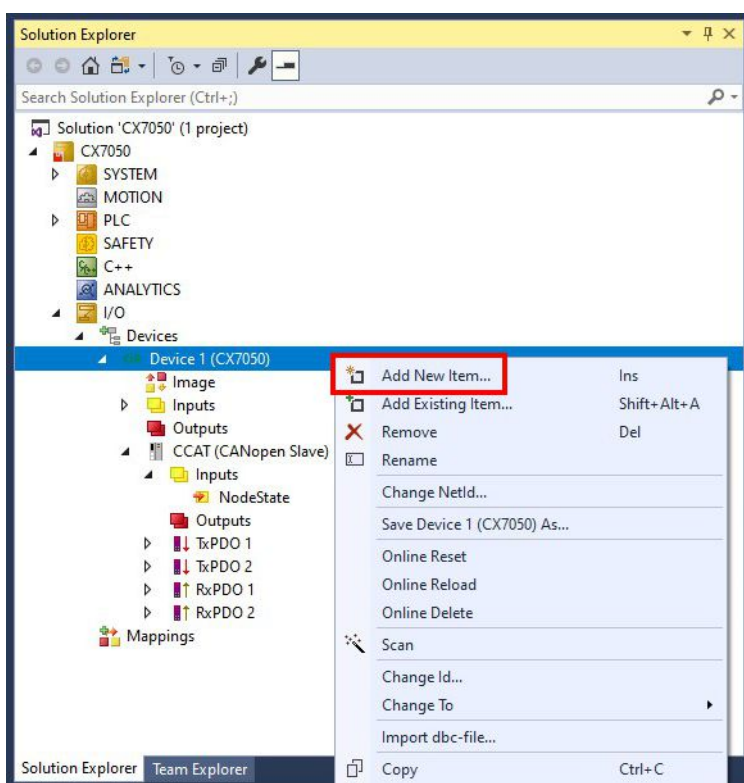 Solution Explorer
Search Solution Explorer (Ctrl+;)
Solution 'CX7050' (1 project)
CX7050
SYSTEM
MOTION
PLC
SAFETY
C++
ANALYTICS
I/O
Devices
Device 1 (CX7050)
Image
Inputs
Outputs
CCAT (CANopen Slave)
Inputs
NodeState
Outputs
TxPDO 1
TxPDO 2
RxPDO 1
RxPDO 2
Mappings
Add New Item... Ins
Add Existing Item... Shift+Alt+A
Remove Del
Rename
Change NetId...
Save Device 1 (CX7050) As...
Online Reset
Online Reload
Online Delete
Scan
Change Id...
Change To
Import dbc-file...
Copy Ctrl+C
Solution Explorer Team Explorer